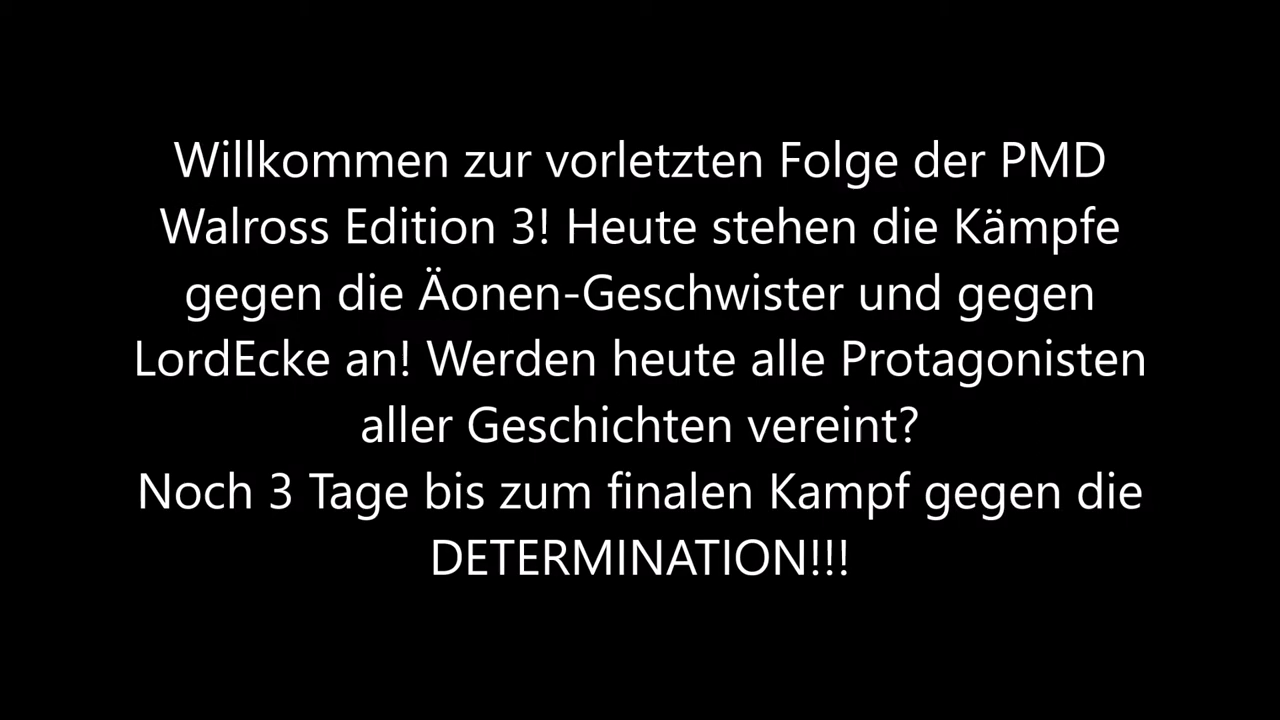 Willkommen zur vorletzten Folge der PMD
Walross Edition 3! Heute stehen die Kämpfe
gegen die Äonen-Geschwister und gegen
LordEcke an! Werden heute alle Protagonisten
aller Geschichten vereint?
Noch 3 Tage bis zum finalen Kampf gegen die
DETERMINATION!!!